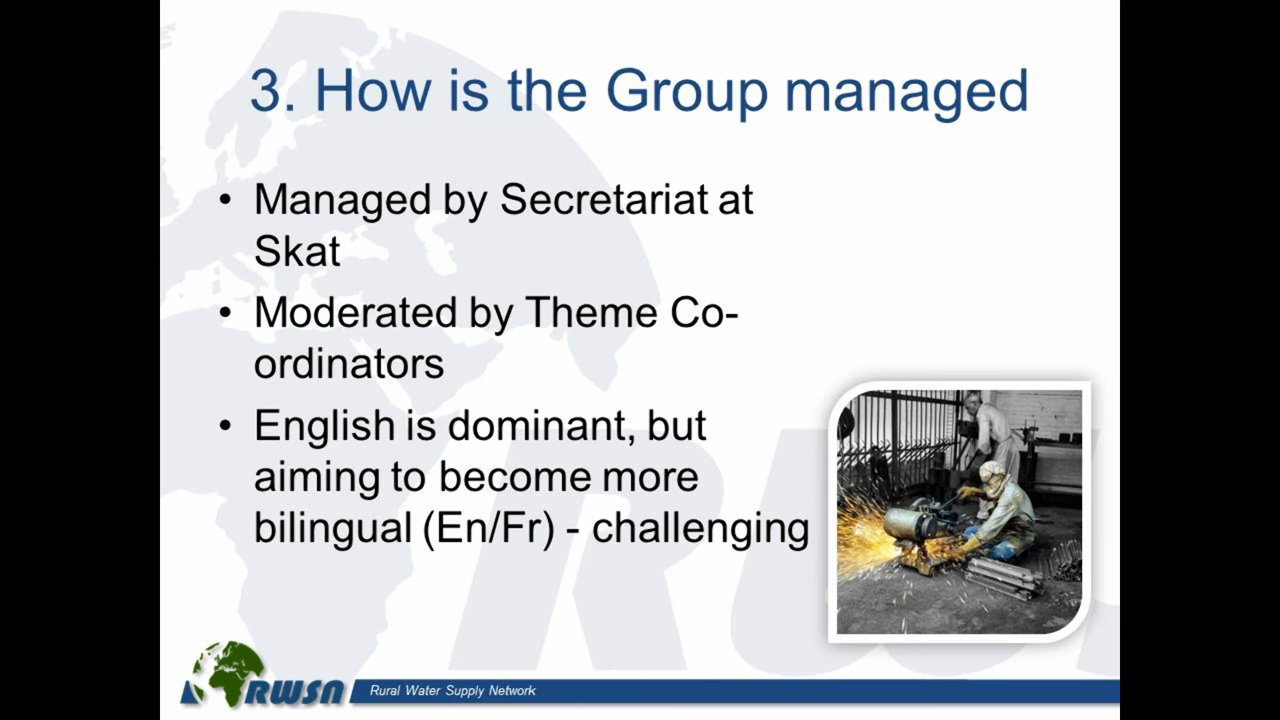 3. How is the Group managed
• Managed by Secretariat at
Skat
• Moderated by Theme Co-
ordinators
• English is dominant, but
aiming to become more
bilingual (En/Fr) - challenging
RWSN
Rural Water Supply Network